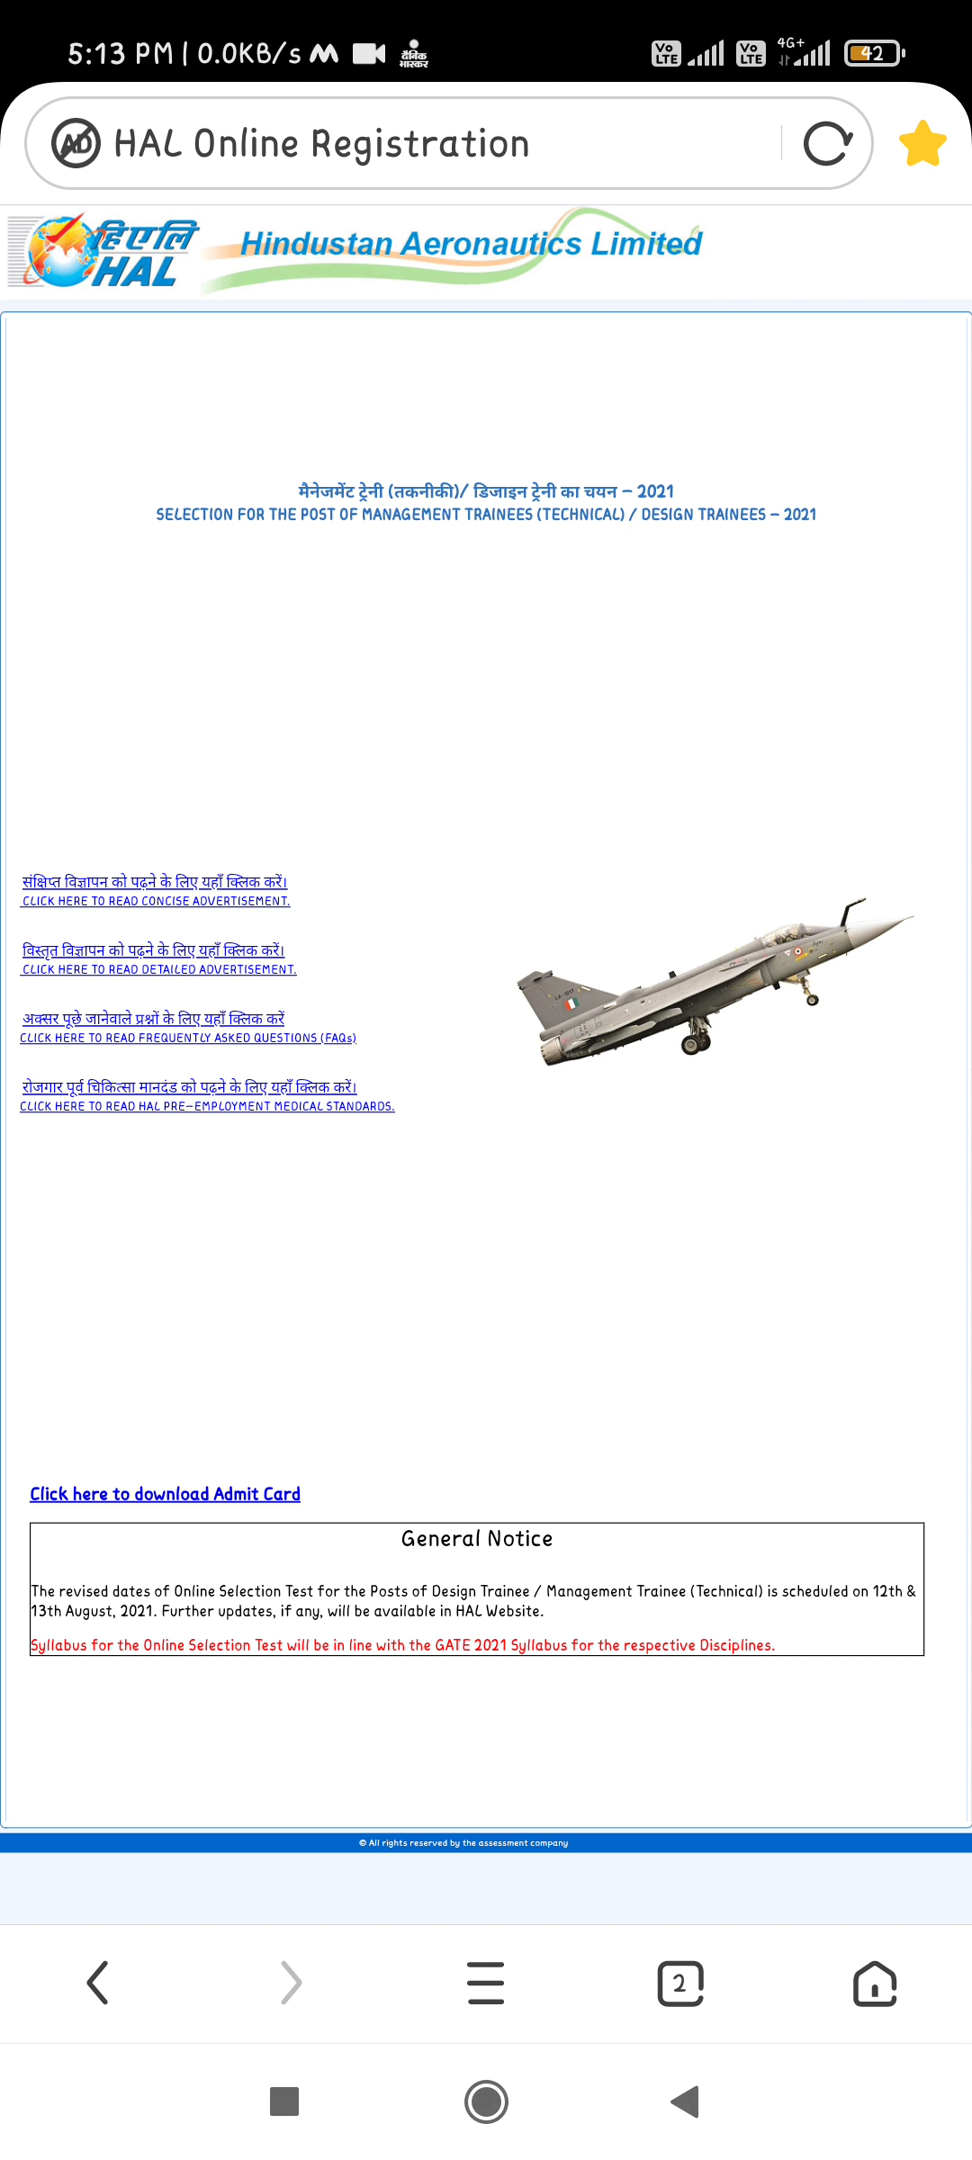 5:13 PM | 0.0KB/s
दैनिक
भास्कर
Vo
LTE
Vo
LTE
4G+
42
AD
HAL Online Registration
हिएलि
HAL
Hindustan Aeronautics Limited
मैनेजमेंट ट्रेनी (तकनीकी)/ डिजाइन ट्रेनी का चयन – 2021
SELECTION FOR THE POST OF MANAGEMENT TRAINEES (TECHNICAL) / DESIGN TRAINEES – 2021
संक्षिप्त विज्ञापन को पढ़ने के लिए यहाँ क्लिक करें।
CLICK HERE TO READ CONCISE ADVERTISEMENT.
विस्तृत विज्ञापन को पढ़ने के लिए यहाँ क्लिक करें।
CLICK HERE TO READ DETAILED ADVERTISEMENT.
अक्सर पूछे जानेवाले प्रश्नों के लिए यहाँ क्लिक करें
CLICK HERE TO READ FREQUENTLY ASKED QUESTIONS (FAQs)
रोजगार पूर्व चिकित्सा मानदंड को पढ़ने के लिए यहाँ क्लिक करें।
CLICK HERE TO READ HAL PRE–EMPLOYMENT MEDICAL STANDARDS.
Click here to download Admit Card
General Notice
The revised dates of Online Selection Test for the Posts of Design Trainee / Management Trainee (Technical) is scheduled on 12th &
13th August, 2021. Further updates, if any, will be available in HAL Website.
Syllabus for the Online Selection Test will be in line with the GATE 2021 Syllabus for the respective Disciplines.
© All rights reserved by the assessment company
2